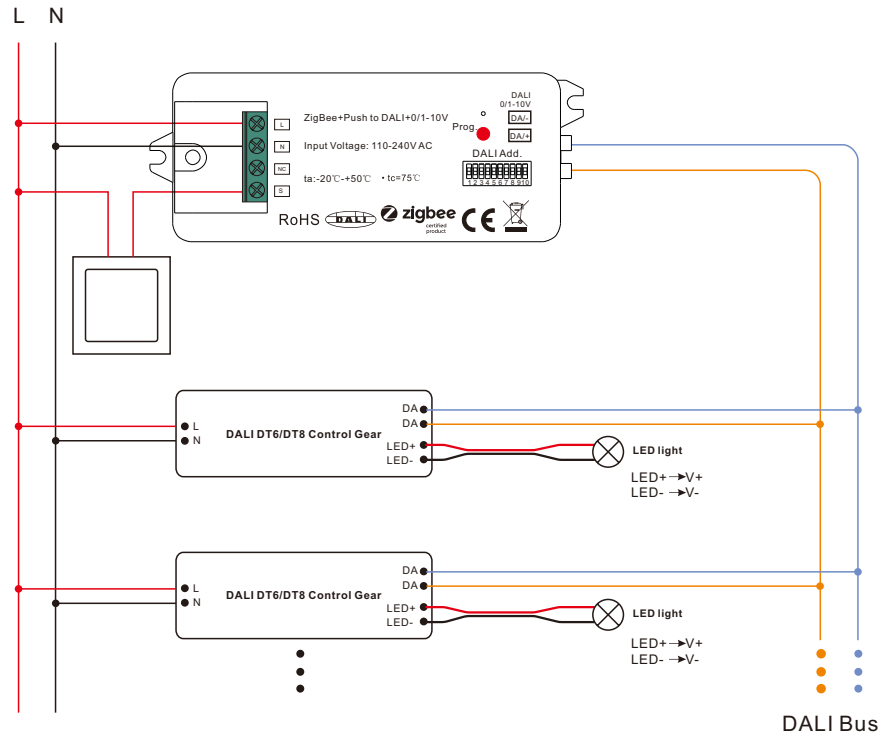 L N
DALI
0/1-10V
L ZigBee+Push to DALI+0/1-10V Prog. DA/-
N Input Voltage: 110-240V AC DA/+
NC DALI Add.
S ta:-20℃-+50℃ • tc=75℃
1 2 3 4 5 6 7 8 9 10
RoHS DALI zigbee CE
certified
product
DA
L DA
N DALI DT6/DT8 Control Gear LED+ LED light
LED-
LED+→V+
LED-→V-
DA
L DA
N DALI DT6/DT8 Control Gear LED+ LED light
LED-
LED+→V+
LED-→V-
DALI Bus